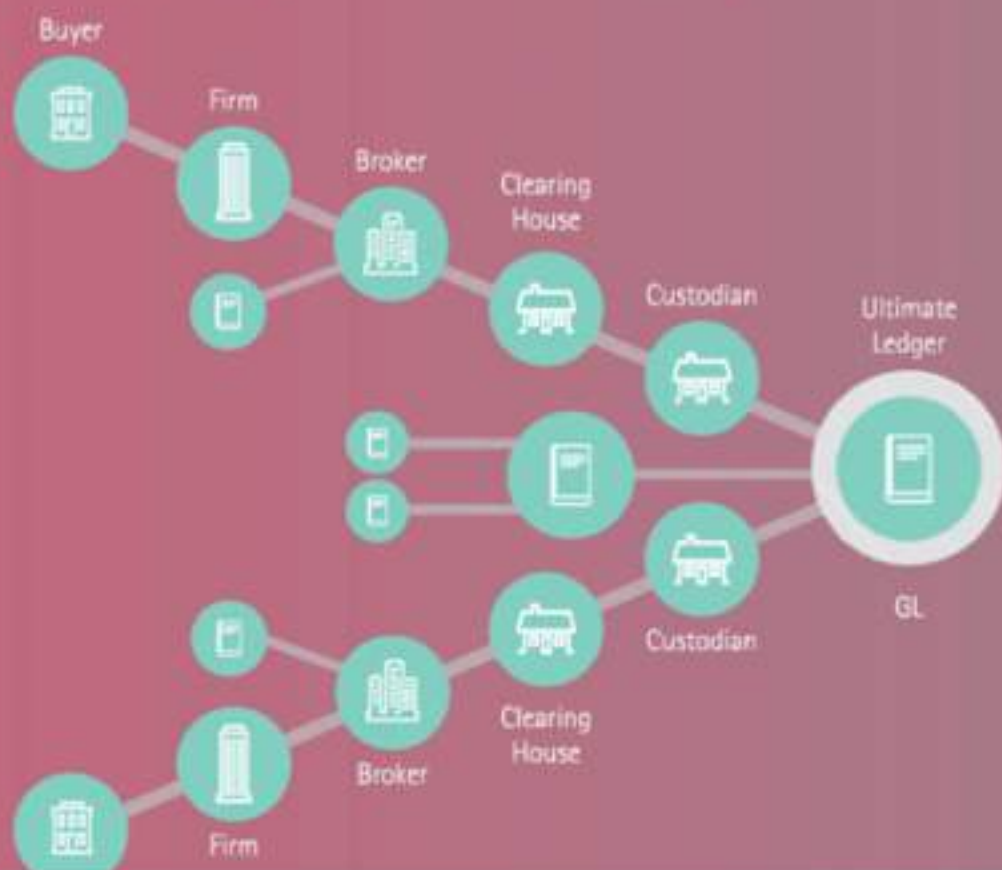 Buyer
Firm
Broker
Clearing
House
Custodian
Ultimate
Ledger
GL
Custodian
Clearing
House
Broker
Firm